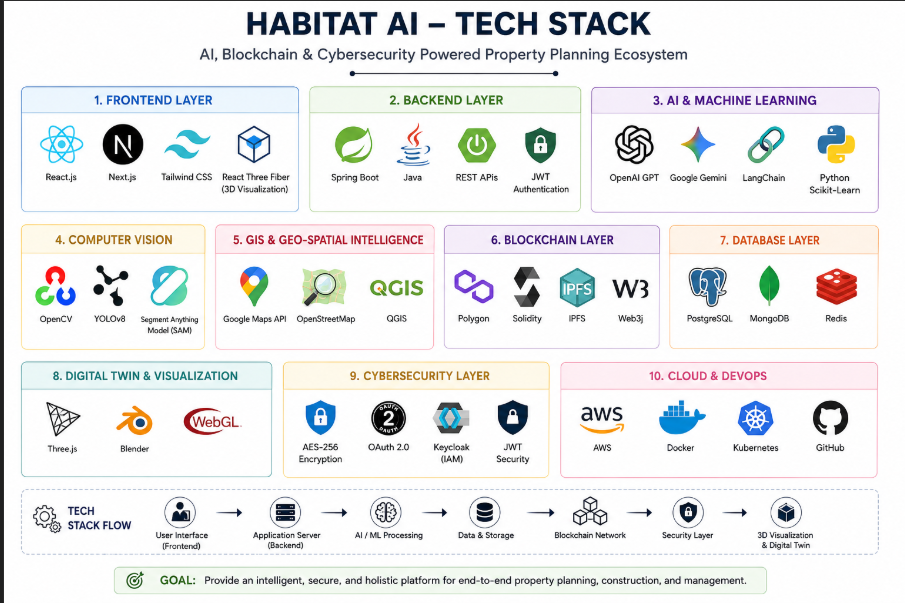 HABITAT AI – TECH STACK
AI, Blockchain & Cybersecurity Powered Property Planning Ecosystem
1. FRONTEND LAYER
React.js
N
Next.js
Tailwind CSS
React Three Fiber
(3D Visualization)
2. BACKEND LAYER
Spring Boot
Java
REST APIs
JWT
Authentication
3. AI & MACHINE LEARNING
OpenAI GPT
Google Gemini
LangChain
Python
Scikit-Learn
4. COMPUTER VISION
OpenCV
YOLOv8
Segment Anything
Model (SAM)
5. GIS & GEO-SPATIAL INTELLIGENCE
Google Maps API
OpenStreetMap
QGIS
QGIS
6. BLOCKCHAIN LAYER
Polygon
Solidity
IPFS
IPFS
W3
Web3j
7. DATABASE LAYER
PostgreSQL
MongoDB
Redis
8. DIGITAL TWIN & VISUALIZATION
Three.js
Blender
WebGL
9. CYBERSECURITY LAYER
AES-256
Encryption
OAUTH
2
OAUTH
OAuth 2.0
Keycloak
(IAM)
JWT
Security
10. CLOUD & DEVOPS
aws
AWS
Docker
Kubernetes
GitHub
TECH
STACK FLOW
User Interface
(Frontend)
Application Server
(Backend)
AI / ML Processing
Data & Storage
Blockchain Network
Security Layer
3D Visualization
& Digital Twin
GOAL: Provide an intelligent, secure, and holistic platform for end-to-end property planning, construction, and management.